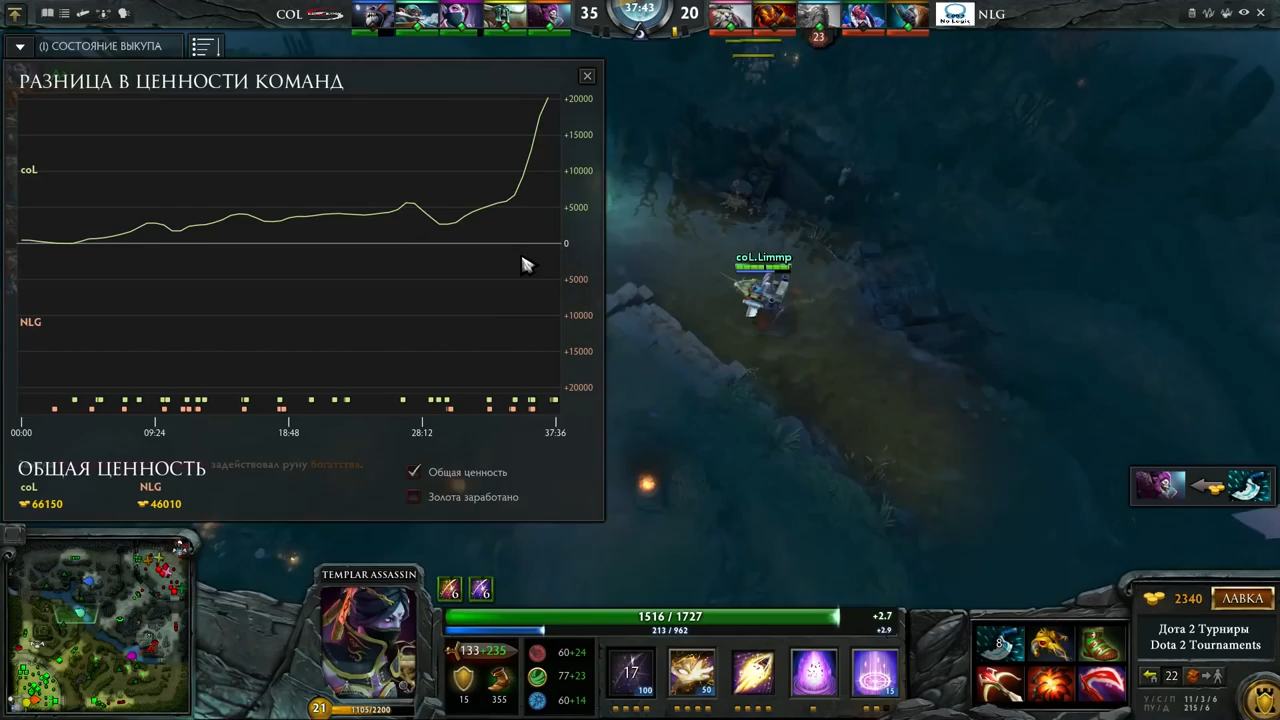 COL 35 37:43 20 No Logic NLG
23
(I) СОСТОЯНИЕ ВЫКУПА
РАЗНИЦА В ЦЕННОСТИ КОМАНД
+20000
+15000
coL +10000
+5000
0
+5000
NLG +10000
+15000
+20000
00:00 09:24 18:48 28:12 37:36
ОБЩАЯ ЦЕННОСТЬ
задействовал руну богатства.
coL NLG
66150 46010
Общая ценность
Золота заработано
coL.Limmp
TEMPLAR ASSASSIN
6 6
1516 / 1727 +2.7
213 / 962 +2.9
133+235
15 355
60+24
77+23
60+14
17 100
50
15
21 1105/2200
8
2340 ЛАВКА
Дота 2 Турниры
Dota 2 Tournaments
22
У / С / П 11/ 3 / 6
ПУ / Д 215/ 6